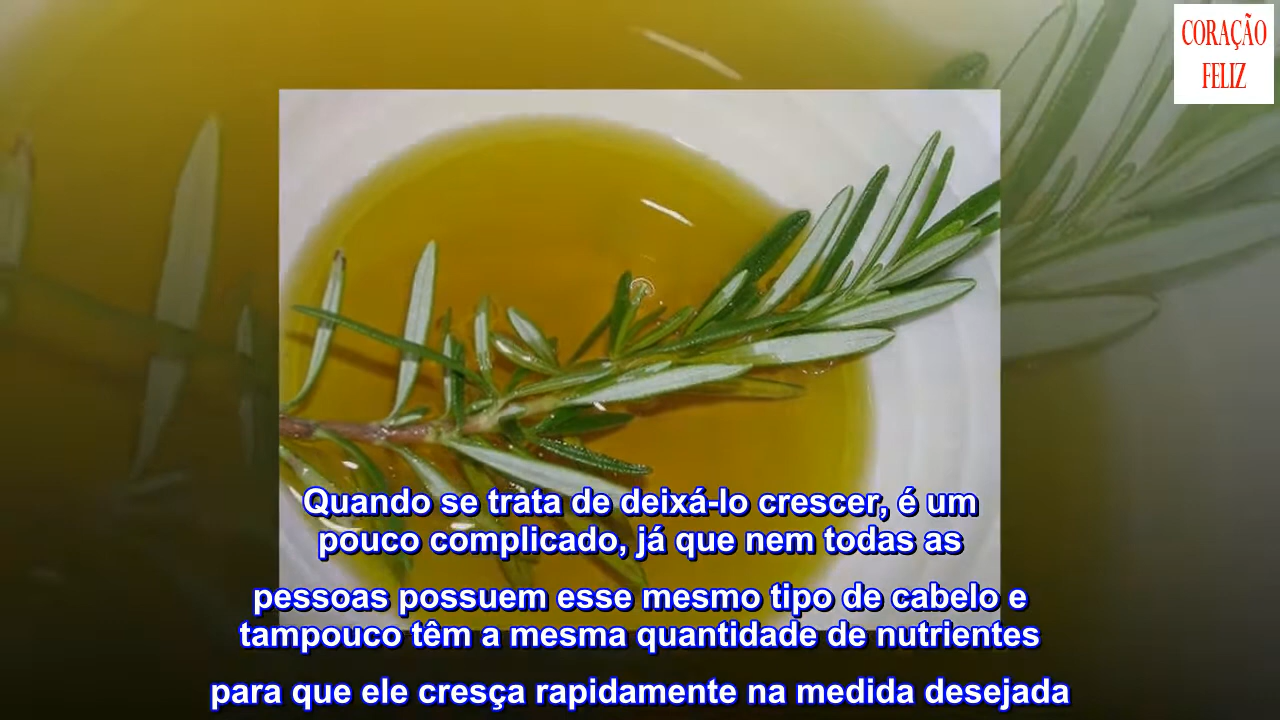 CORAÇÃO
FELIZ
Quando se trata de deixá-lo crescer, é um
pouco complicado, já que nem todas as
pessoas possuem esse mesmo tipo de cabelo e
tampouco têm a mesma quantidade de nutrientes
para que ele cresça rapidamente na medida desejada